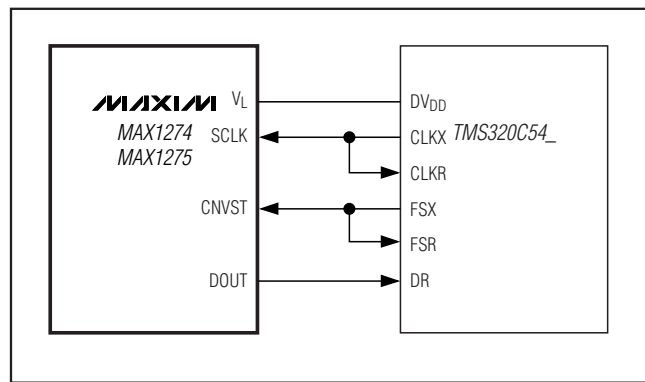 MAXIM
MAX1274
MAX1275
VL
SCLK
CNVST
DOUT
DVDD
CLKX
TMS320C54_
CLKR
FSX
FSR
DR